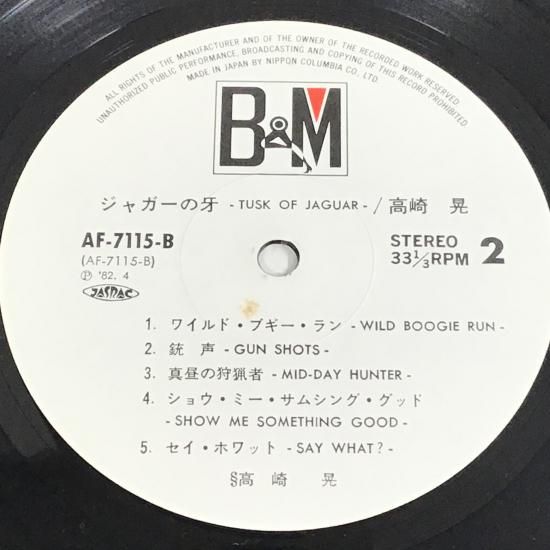 ALL RIGHTS OF THE MANUFACTURER AND OF THE OWNER OF THE RECORDED WORK RESERVED
UNAUTHORIZED PUBLIC PERFORMANCE, BROADCASTING AND COPYING OF THIS RECORD PROHIBITED
MADE IN JAPAN BY NIPPON COLUMBIA CO., LTD.
B&M
ジャガーの牙 - TUSK OF JAGUAR - / 高崎 晃
AF-7115-B
(AF-7115-B)
℗ '82. 4
JASRAC
STEREO
33 1/3 RPM
2
1. ワイルド・ブギー・ラン - WILD BOOGIE RUN -
2. 銃 声 - GUN SHOTS -
3. 真昼の狩猟者 - MID-DAY HUNTER -
4. ショウ・ミー・サムシング・グッド
- SHOW ME SOMETHING GOOD -
5. セイ・ホワット - SAY WHAT? -
§高 崎 晃